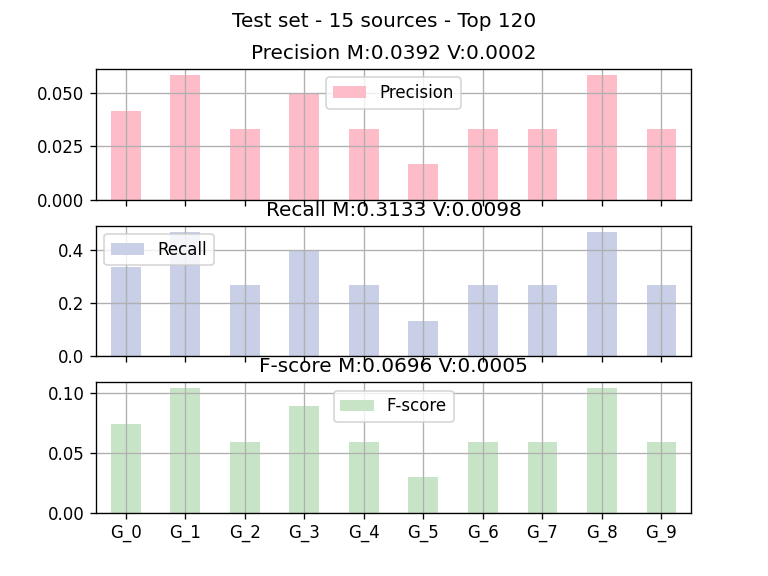 Test set - 15 sources - Top 120
Precision M:0.0392 V:0.0002
0.050
0.025
0.000
Precision
Recall M:0.3133 V:0.0098
0.4
0.2
0.0
Recall
F-score M:0.0696 V:0.0005
0.10
0.05
0.00
F-score
G_0 G_1 G_2 G_3 G_4 G_5 G_6 G_7 G_8 G_9